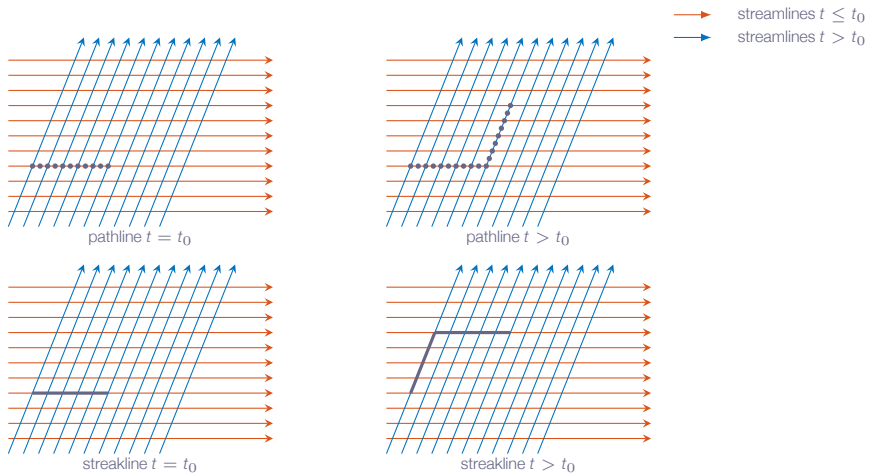 streamlines t ≤ t₀
streamlines t > t₀
pathline t = t₀
pathline t > t₀
streakline t = t₀
streakline t > t₀